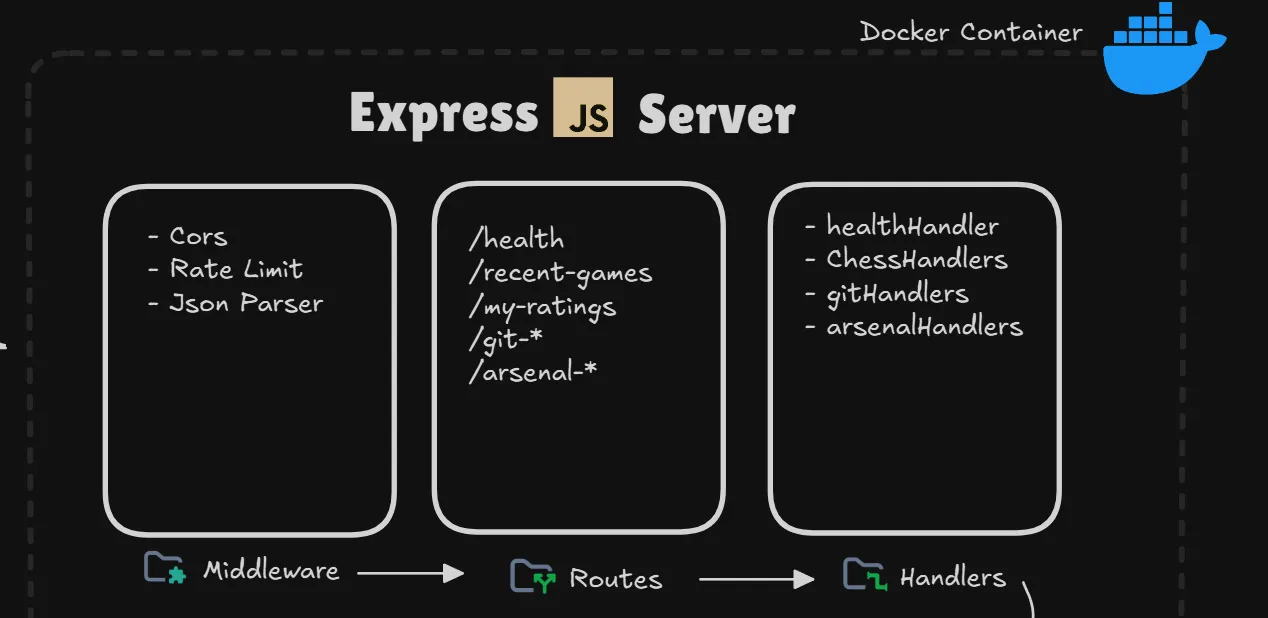 Docker Container
Express JS Server
- Cors
- Rate Limit
- Json Parser
/health
/recent-games
/my-ratings
/git-*
/arsenal-*
- healthHandler
- ChessHandlers
- gitHandlers
- arsenalHandlers
Middleware
Routes
Handlers